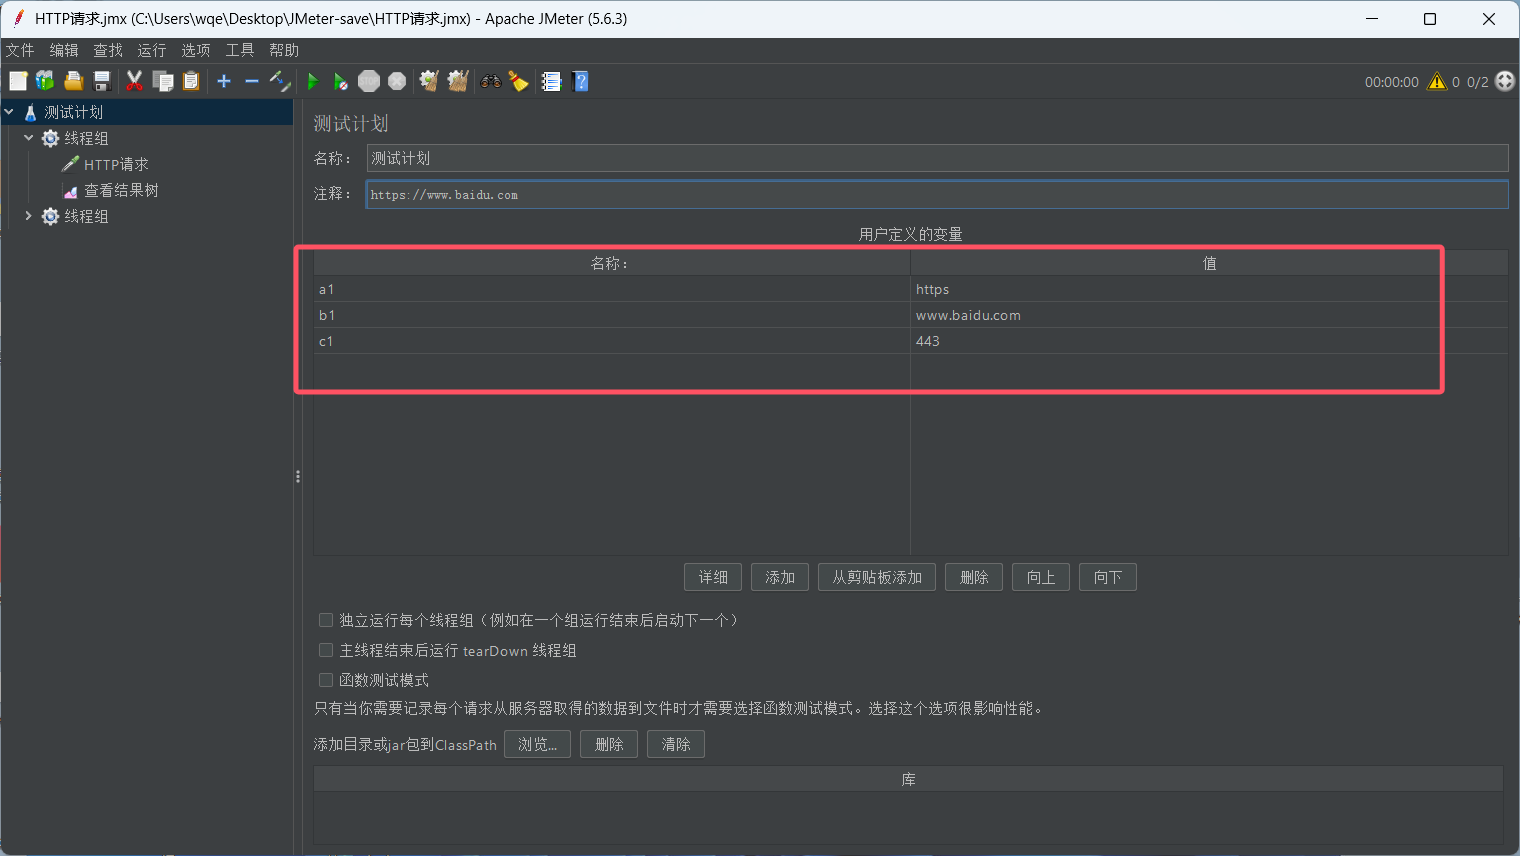 HTTP请求.jmx (C:\Users\wqe\Desktop\JMeter-save\HTTP请求.jmx) - Apache JMeter (5.6.3)
文件 编辑 查找 运行 选项 工具 帮助
00:00:00 0 0/2
测试计划
线程组
HTTP请求
查看结果树
线程组
测试计划
名称： 测试计划
注释： https://www.baidu.com
用户定义的变量
名称： 值
a1 https
b1 www.baidu.com
c1 443
详细 添加 从剪贴板添加 删除 向上 向下
独立运行每个线程组（例如在一个组运行结束后启动下一个）
主线程结束后运行 tearDown 线程组
函数测试模式
只有当你需要记录每个请求从服务器取得的数据到文件时才需要选择函数测试模式。选择这个选项很影响性能。
添加目录或jar包到ClassPath 浏览... 删除 清除
库